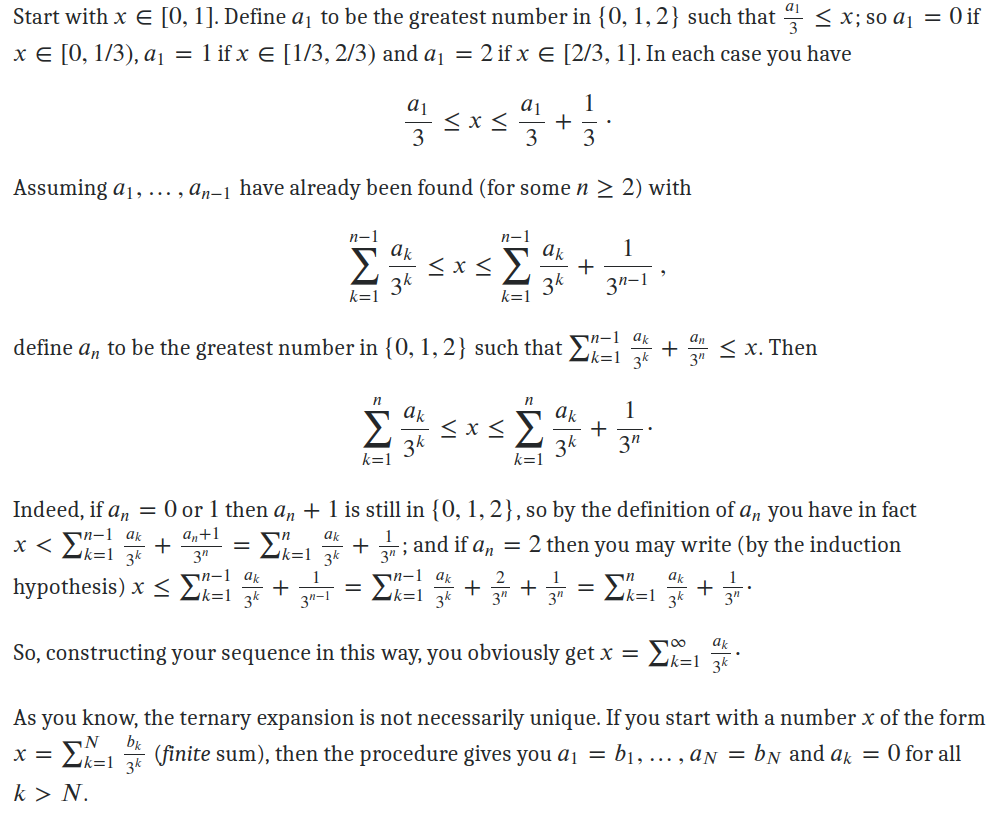 Start with $x \in [0, 1]$. Define $a_1$ to be the greatest number in $\{0, 1, 2\}$ such that $\frac{a_1}{3} \leq x$; so $a_1 = 0$ if
$x \in [0, 1/3)$, $a_1 = 1$ if $x \in [1/3, 2/3)$ and $a_1 = 2$ if $x \in [2/3, 1]$. In each case you have
$\frac{a_1}{3} \leq x \leq \frac{a_1}{3} + \frac{1}{3} \cdot$
Assuming $a_1, \ldots, a_{n-1}$ have already been found (for some $n \geq 2$) with
$\sum_{k=1}^{n-1} \frac{a_k}{3^k} \leq x \leq \sum_{k=1}^{n-1} \frac{a_k}{3^k} + \frac{1}{3^{n-1}},$
define $a_n$ to be the greatest number in $\{0, 1, 2\}$ such that $\sum_{k=1}^{n-1} \frac{a_k}{3^k} + \frac{a_n}{3^n} \leq x$. Then
$\sum_{k=1}^{n} \frac{a_k}{3^k} \leq x \leq \sum_{k=1}^{n} \frac{a_k}{3^k} + \frac{1}{3^n} \cdot$
Indeed, if $a_n = 0$ or $1$ then $a_n + 1$ is still in $\{0, 1, 2\}$, so by the definition of $a_n$ you have in fact
$x < \sum_{k=1}^{n-1} \frac{a_k}{3^k} + \frac{a_n+1}{3^n} = \sum_{k=1}^{n} \frac{a_k}{3^k} + \frac{1}{3^n}$; and if $a_n = 2$ then you may write (by the induction
hypothesis) $x \leq \sum_{k=1}^{n-1} \frac{a_k}{3^k} + \frac{1}{3^{n-1}} = \sum_{k=1}^{n-1} \frac{a_k}{3^k} + \frac{2}{3^n} + \frac{1}{3^n} = \sum_{k=1}^{n} \frac{a_k}{3^k} + \frac{1}{3^n} \cdot$
So, constructing your sequence in this way, you obviously get $x = \sum_{k=1}^{\infty} \frac{a_k}{3^k} \cdot$
As you know, the ternary expansion is not necessarily unique. If you start with a number $x$ of the form
$x = \sum_{k=1}^{N} \frac{b_k}{3^k}$ (finite sum), then the procedure gives you $a_1 = b_1, \ldots, a_N = b_N$ and $a_k = 0$ for all
$k > N$.